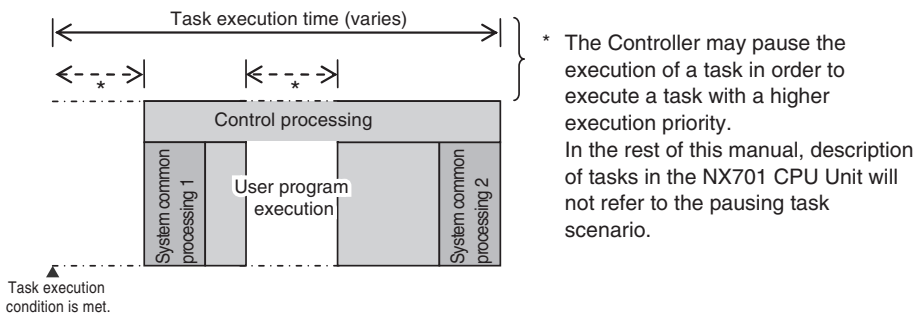 Task execution time (varies)
*
*
Control processing
System common
processing 1
User program
execution
System common
processing 2
Task execution
condition is met.
* The Controller may pause the
execution of a task in order to
execute a task with a higher
execution priority.
In the rest of this manual, description
of tasks in the NX701 CPU Unit will
not refer to the pausing task
scenario.